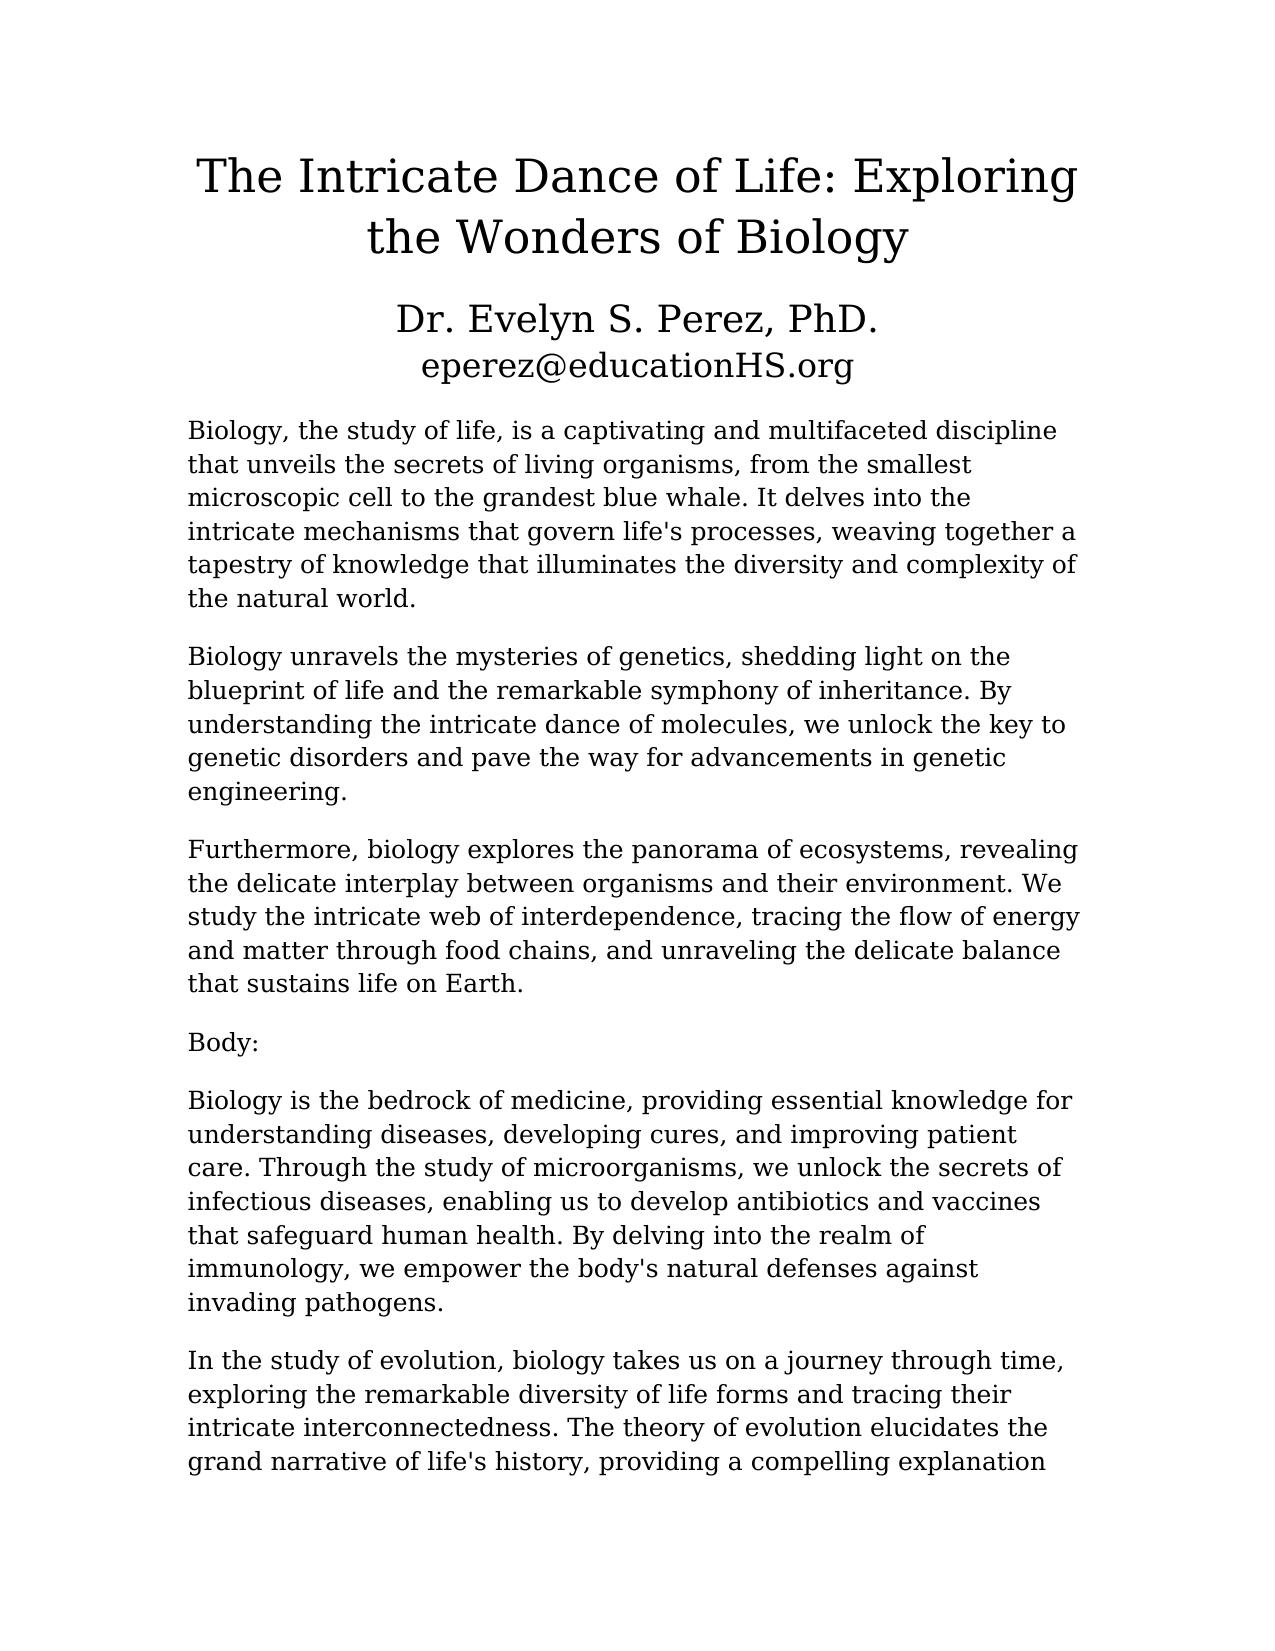 The Intricate Dance of Life: Exploring
the Wonders of Biology
Dr. Evelyn S. Perez, PhD.
eperez@educationHS.org
Biology, the study of life, is a captivating and multifaceted discipline
that unveils the secrets of living organisms, from the smallest
microscopic cell to the grandest blue whale. It delves into the
intricate mechanisms that govern life's processes, weaving together a
tapestry of knowledge that illuminates the diversity and complexity of
the natural world.
Biology unravels the mysteries of genetics, shedding light on the
blueprint of life and the remarkable symphony of inheritance. By
understanding the intricate dance of molecules, we unlock the key to
genetic disorders and pave the way for advancements in genetic
engineering.
Furthermore, biology explores the panorama of ecosystems, revealing
the delicate interplay between organisms and their environment. We
study the intricate web of interdependence, tracing the flow of energy
and matter through food chains, and unraveling the delicate balance
that sustains life on Earth.
Body:
Biology is the bedrock of medicine, providing essential knowledge for
understanding diseases, developing cures, and improving patient
care. Through the study of microorganisms, we unlock the secrets of
infectious diseases, enabling us to develop antibiotics and vaccines
that safeguard human health. By delving into the realm of
immunology, we empower the body's natural defenses against
invading pathogens.
In the study of evolution, biology takes us on a journey through time,
exploring the remarkable diversity of life forms and tracing their
intricate interconnectedness. The theory of evolution elucidates the
grand narrative of life's history, providing a compelling explanation